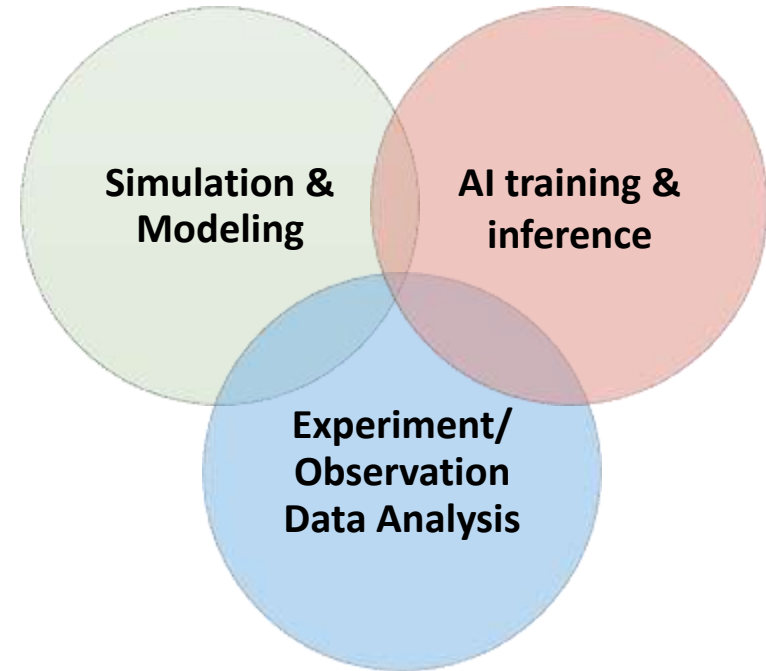 Simulation &
Modeling
AI training &
inference
Experiment/
Observation
Data Analysis